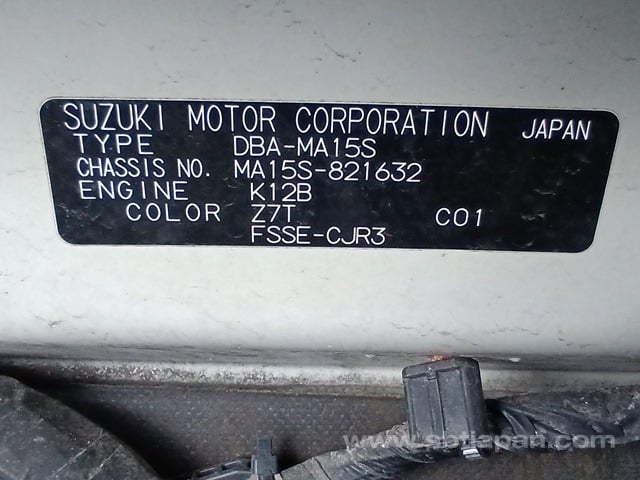 SUZUKI MOTOR CORPORATION JAPAN
TYPE DBA-MA15S
CHASSIS NO. MA15S-821632
ENGINE K12B
COLOR Z7T C01
FSSE-CJR3
www.sbtjapan.com